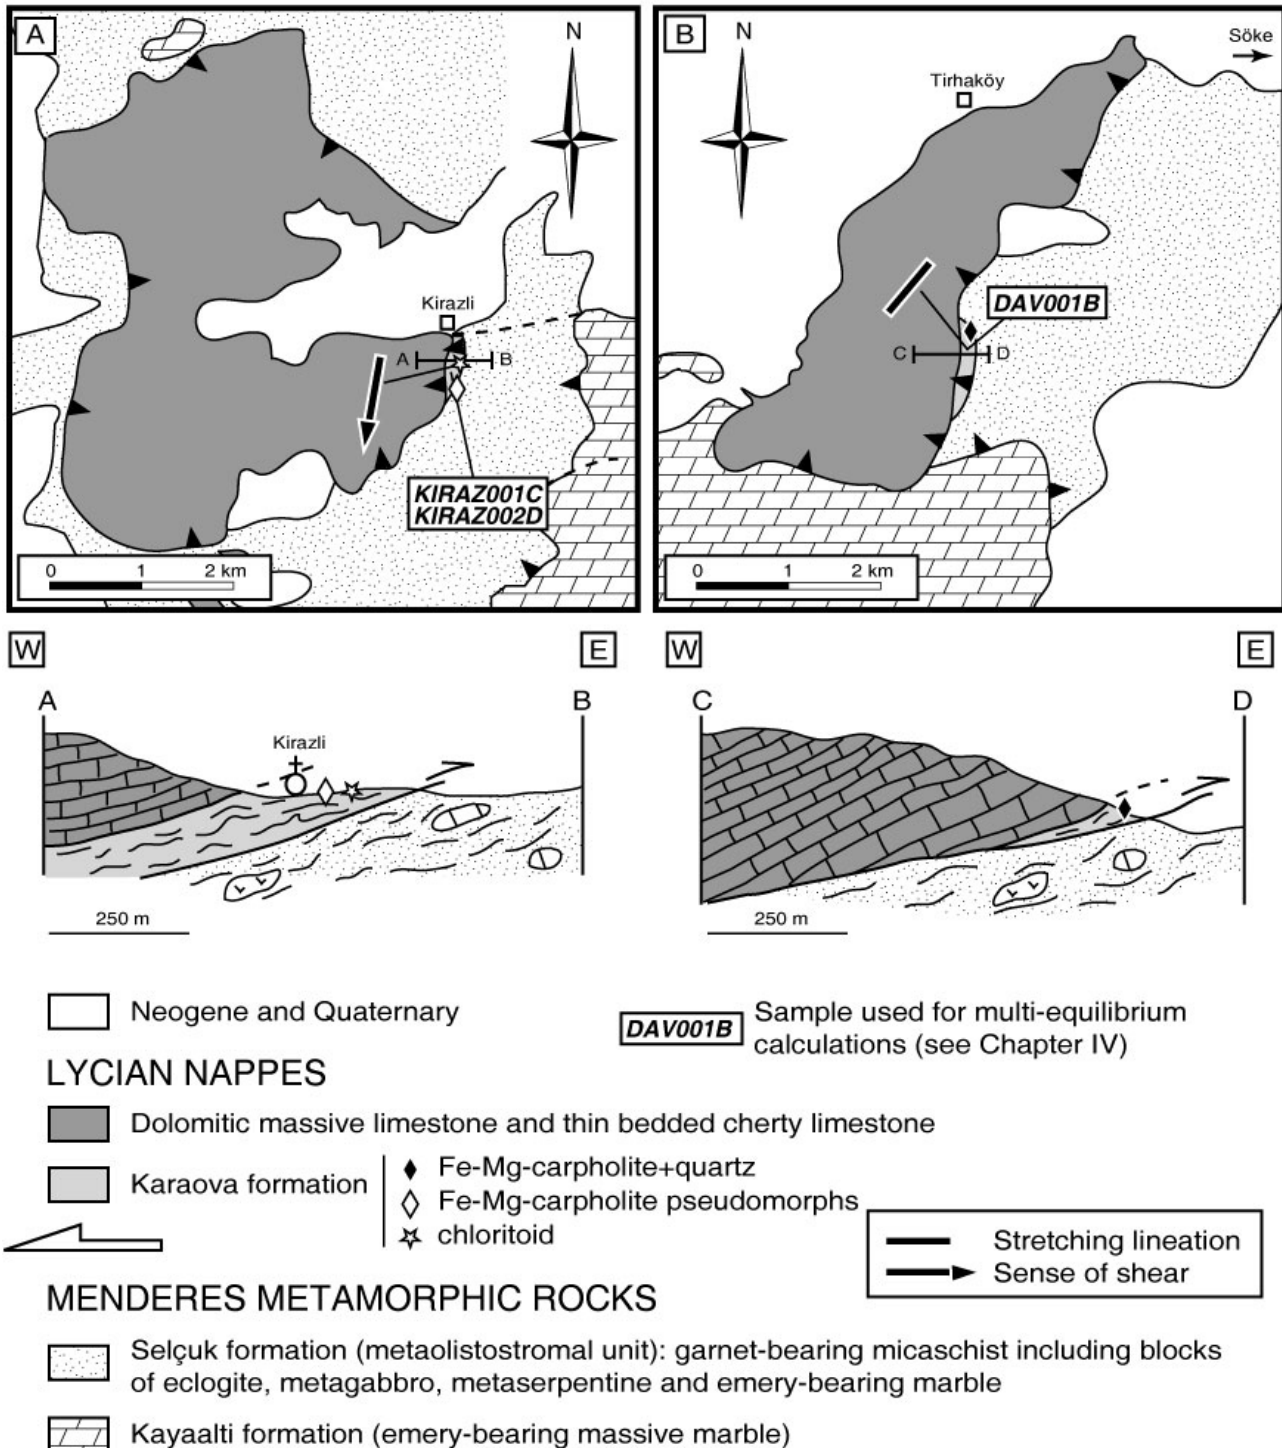 A
N
Kirazli
A
B
KIRAZ001C
KIRAZ002D
0 1 2 km
B
N
Söke
Tirhaköy
DAV001B
C
D
0 1 2 km
W
E
A
B
Kirazli
250 m
W
E
C
D
250 m
Neogene and Quaternary
DAV001B
Sample used for multi-equilibrium
calculations (see Chapter IV)
LYCIAN NAPPES
Dolomitic massive limestone and thin bedded cherty limestone
Karaova formation
Fe-Mg-carpholite+quartz
Fe-Mg-carpholite pseudomorphs
chloritoid
Stretching lineation
Sense of shear
MENDERES METAMORPHIC ROCKS
Selçuk formation (metaolistostromal unit): garnet-bearing micaschist including blocks
of eclogite, metagabbro, metaserpentine and emery-bearing marble
Kayaalti formation (emery-bearing massive marble)